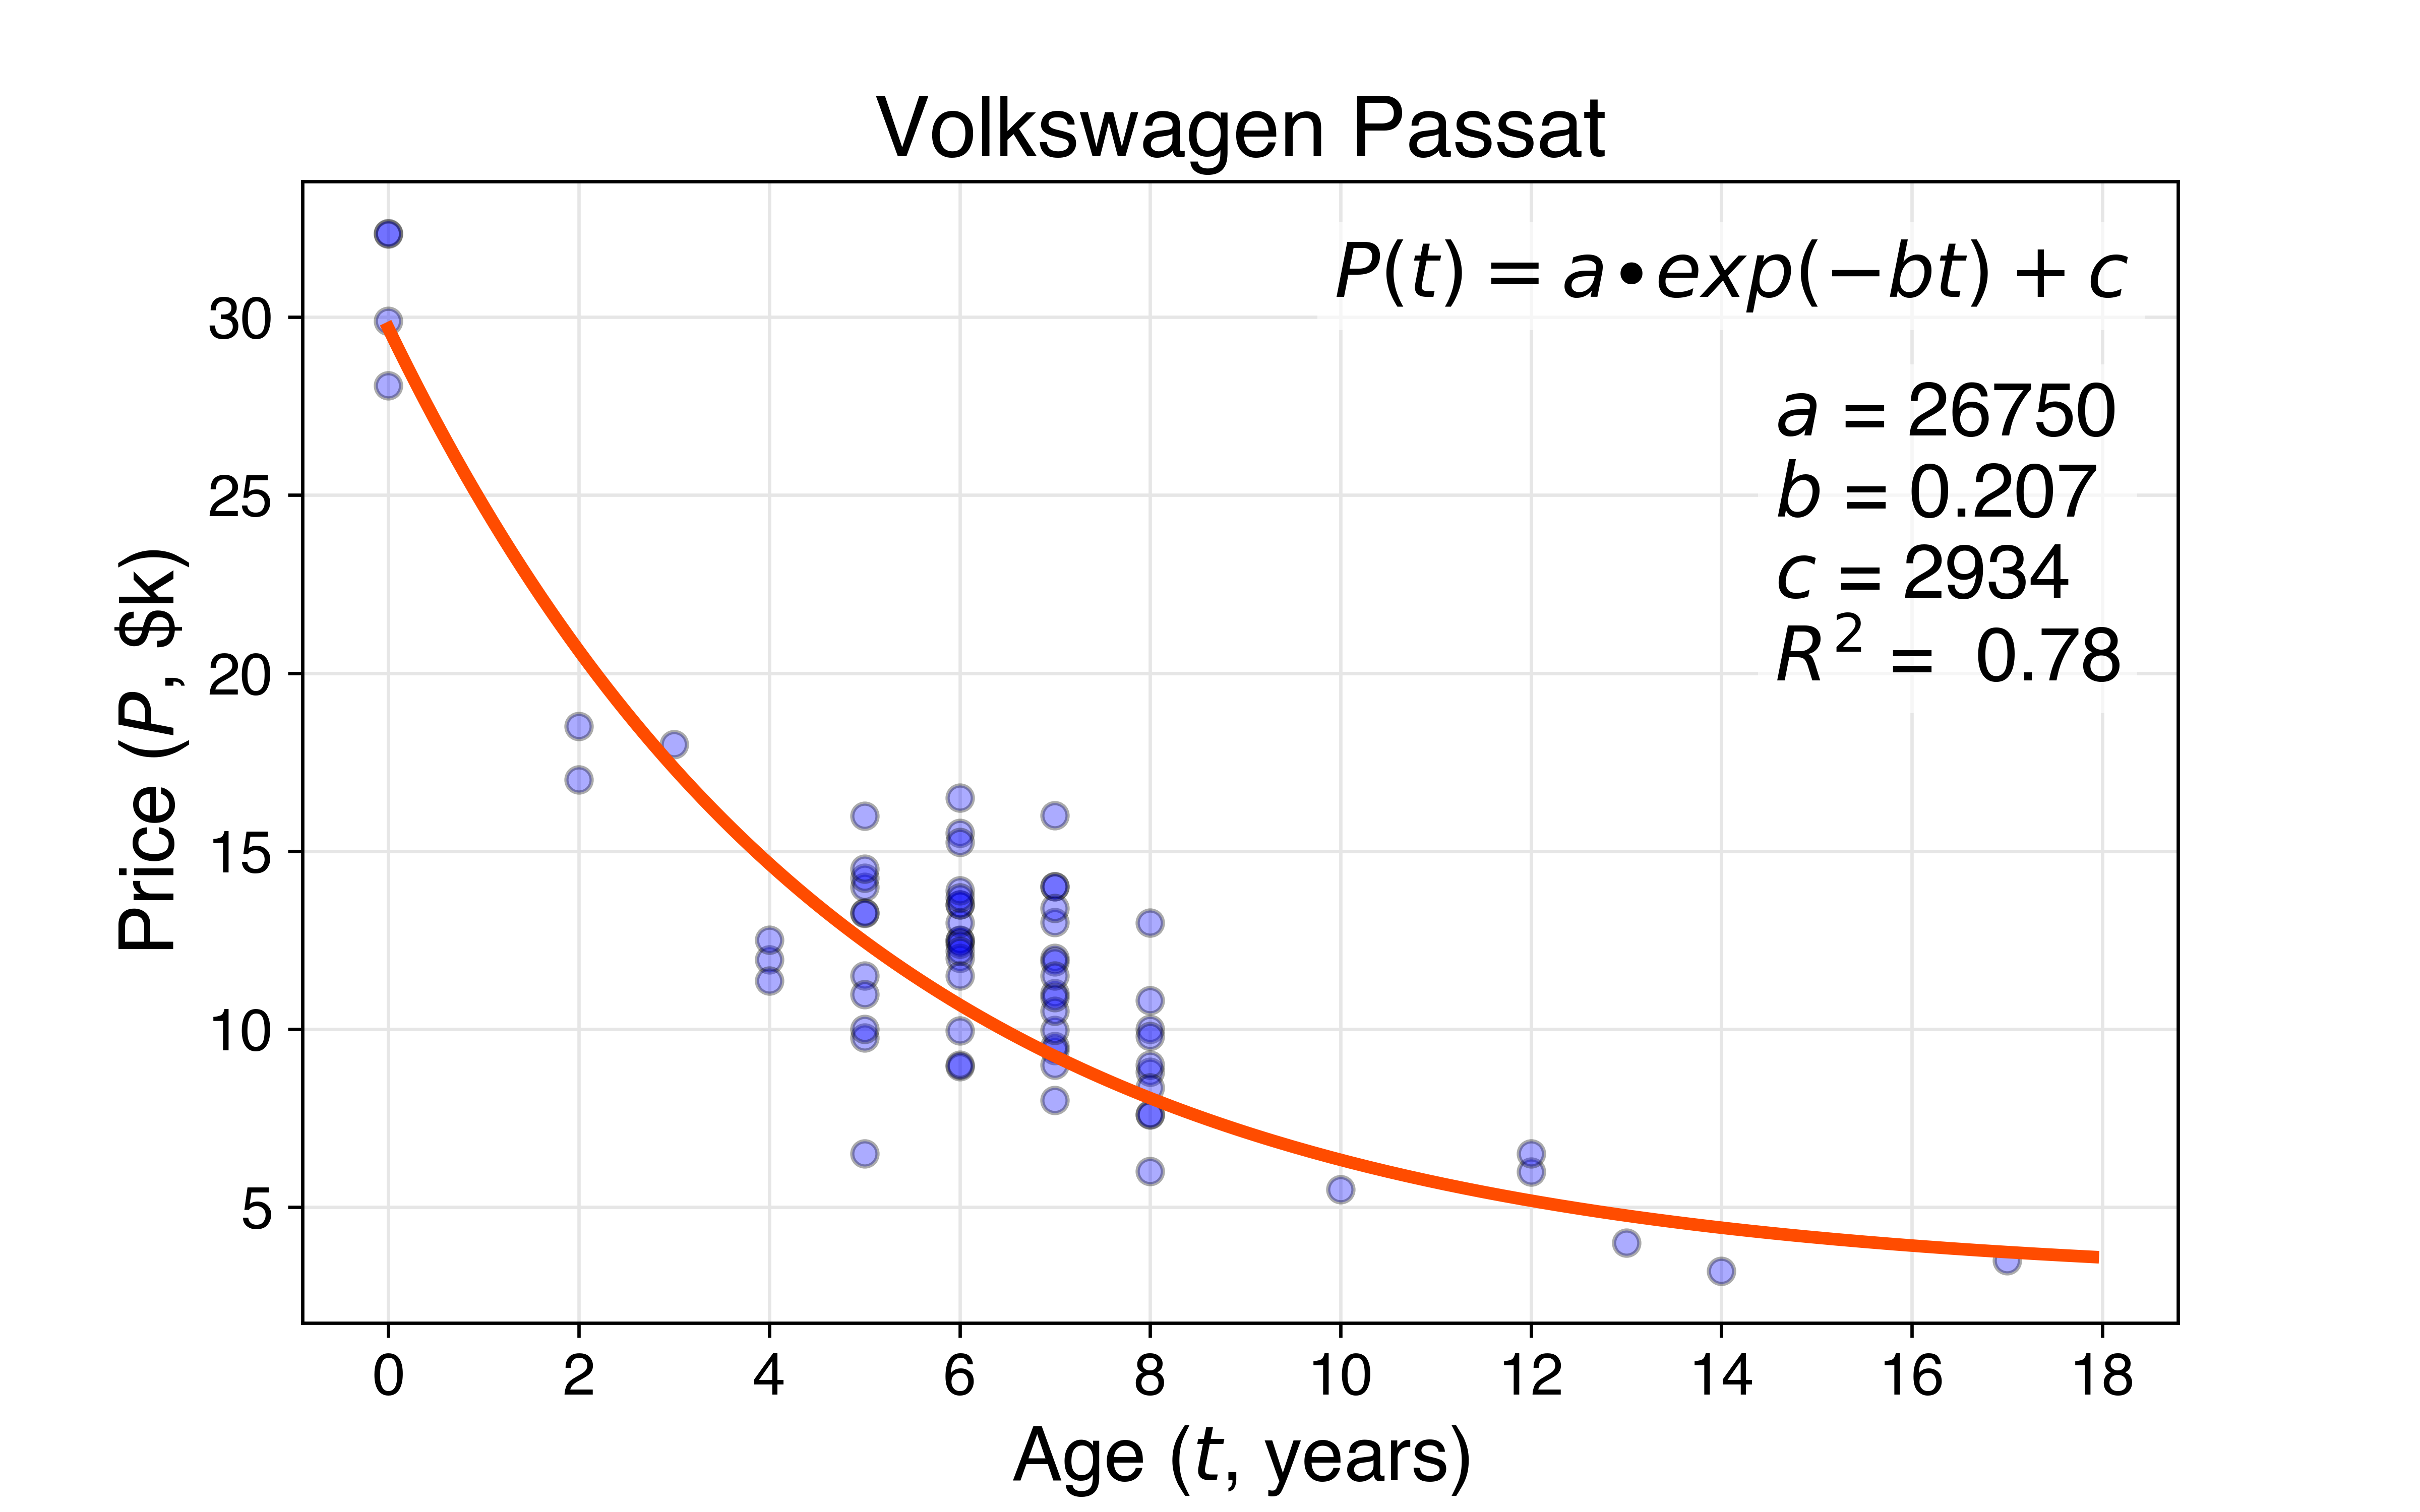 Volkswagen Passat
P(t) = a•exp(−bt) + c
a = 26750
b = 0.207
c = 2934
R² = 0.78
Price (P, $k)
30
25
20
15
10
5
0 2 4 6 8 10 12 14 16 18
Age (t, years)